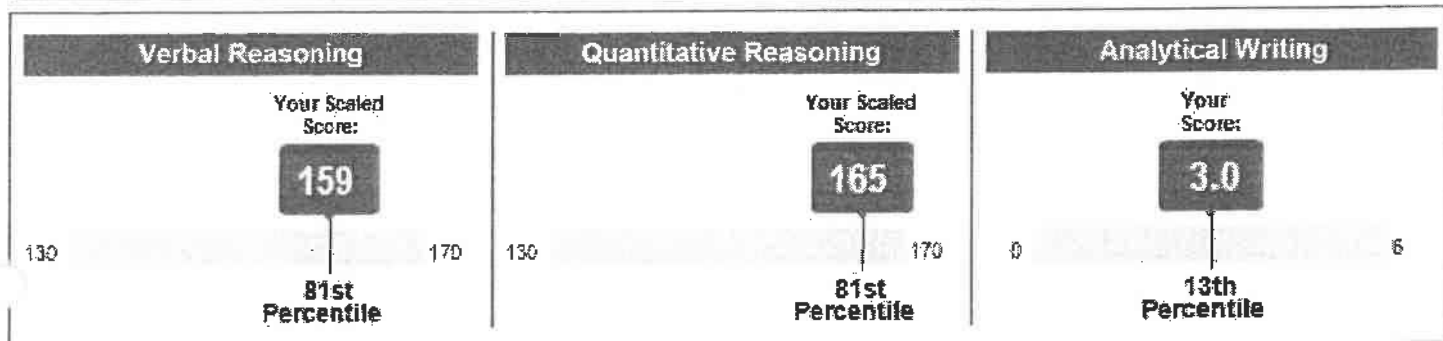 Verbal Reasoning
Your Scaled
Score:
159
130
170
81st
Percentile
Quantitative Reasoning
Your Scaled
Score:
165
130
170
81st
Percentile
Analytical Writing
Your
Score:
3.0
0
6
13th
Percentile